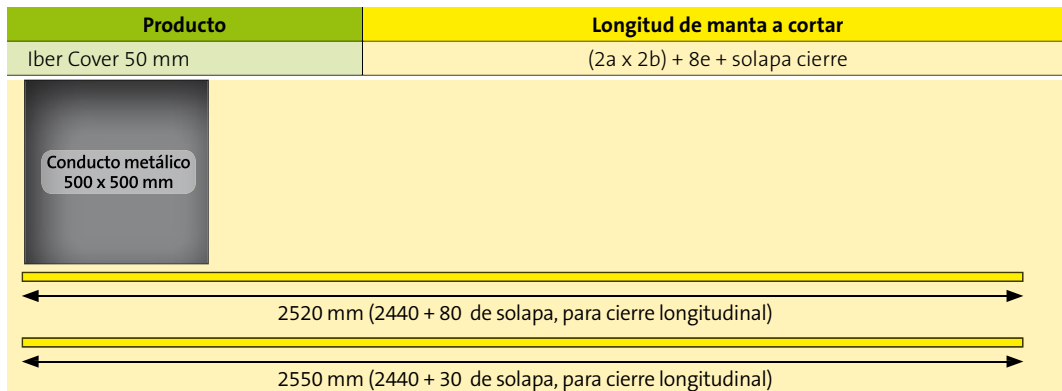 Producto Longitud de manta a cortar
Iber Cover 50 mm (2a x 2b) + 8e + solapa cierre
Conducto metálico
500 x 500 mm
2520 mm (2440 + 80 de solapa, para cierre longitudinal)
2550 mm (2440 + 30 de solapa, para cierre longitudinal)